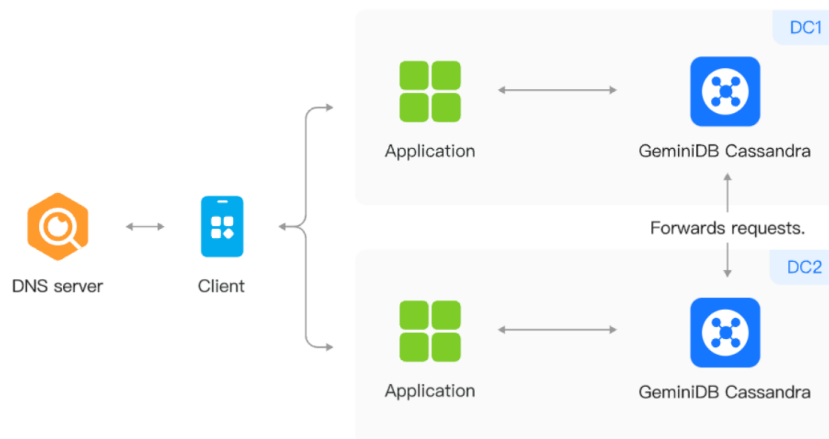 DC1
Application
GeminiDB Cassandra
Forwards requests.
DNS server
Client
DC2
Application
GeminiDB Cassandra